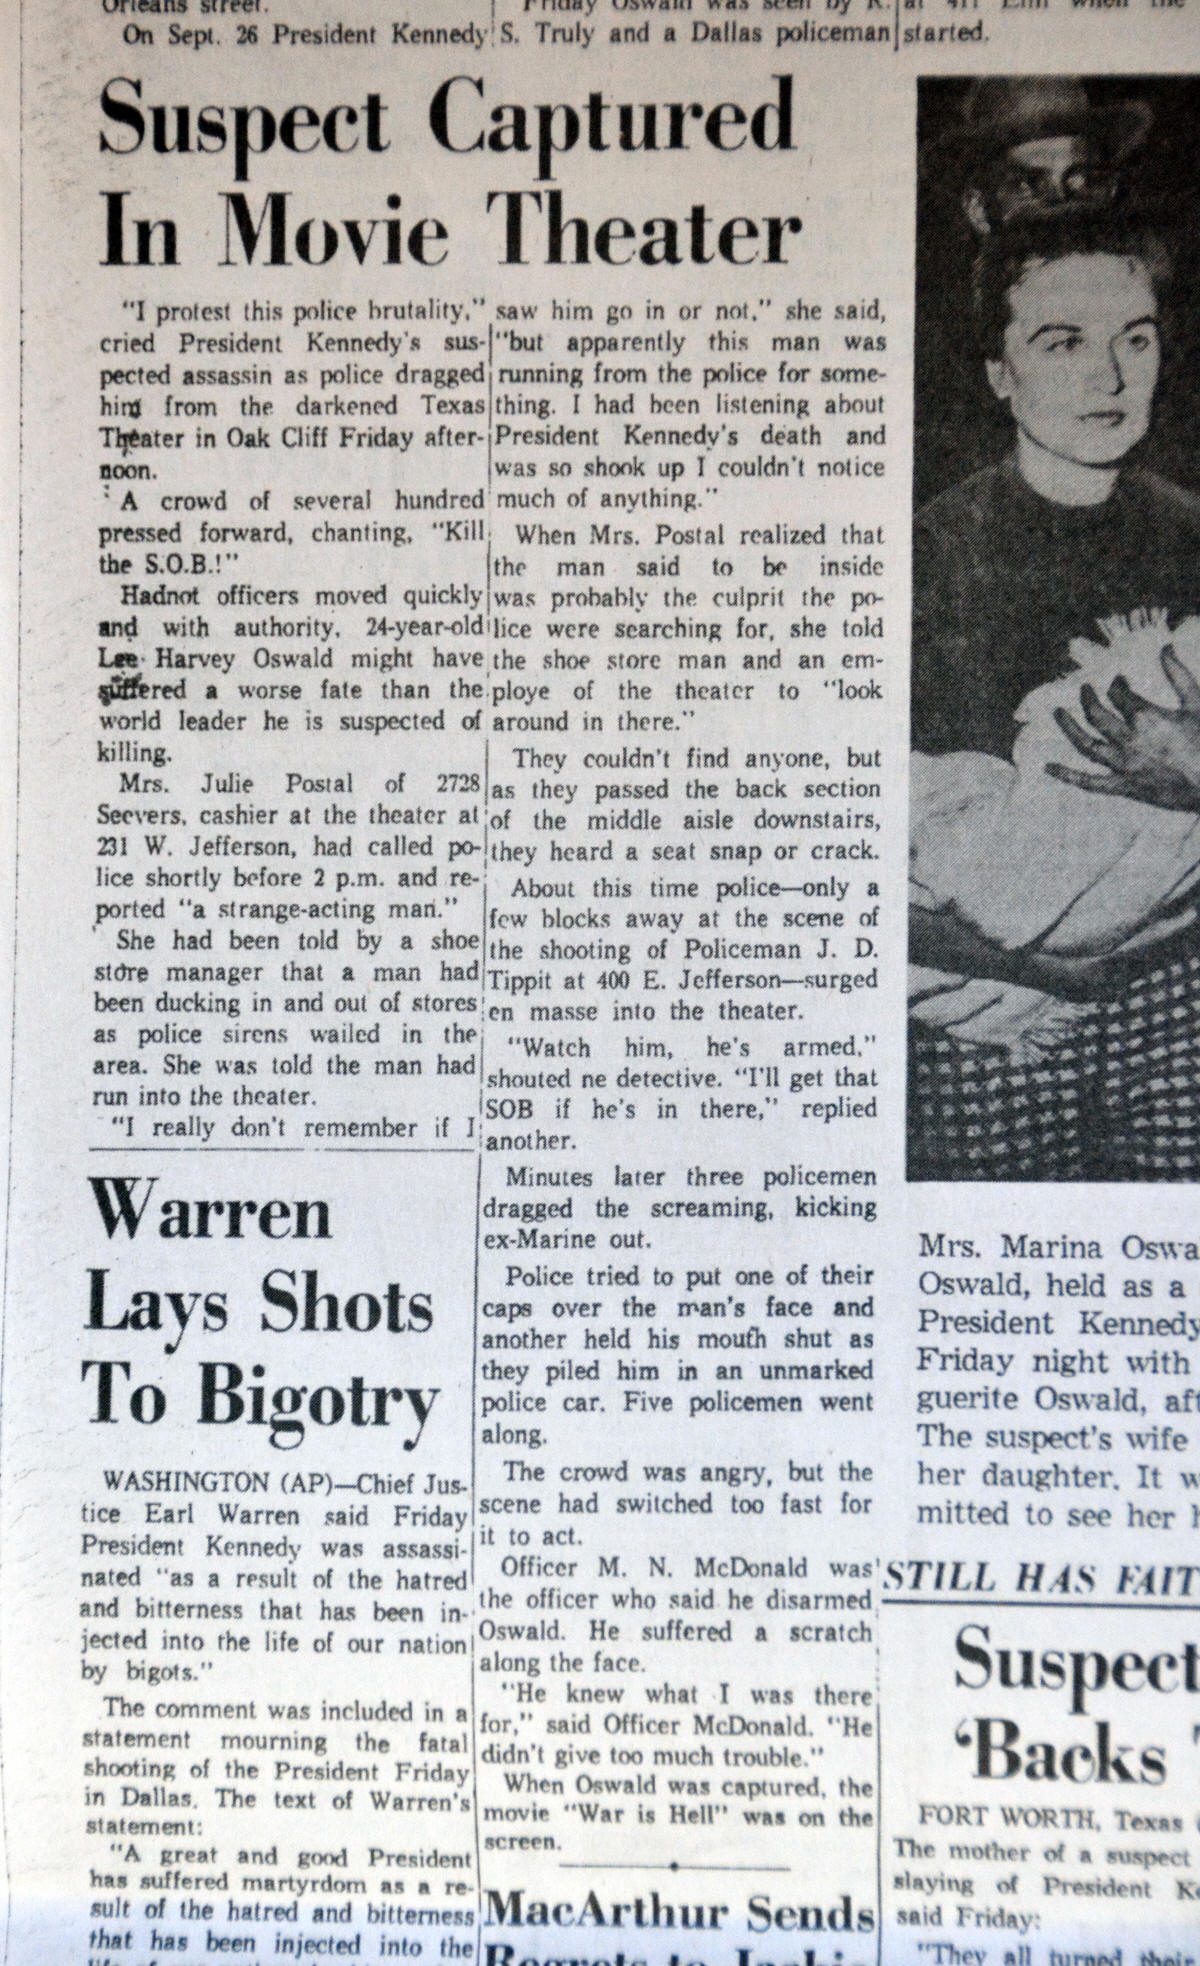 Orleans street.
On Sept. 26 President Kennedy
Friday Oswald was seen by R.
S. Truly and a Dallas policeman
at 411 Elm when the
started.
Suspect Captured
In Movie Theater
"I protest this police brutality,"
cried President Kennedy's sus-
pected assassin as police dragged
him from the darkened Texas
Theater in Oak Cliff Friday after-
noon.
A crowd of several hundred
pressed forward, chanting, "Kill
the S.O.B.!"
Hadnot officers moved quickly
and with authority, 24-year-old
Lee Harvey Oswald might have
suffered a worse fate than the
world leader he is suspected of
killing.
Mrs. Julie Postal of 2728
Seevers, cashier at the theater at
231 W. Jefferson, had called po-
lice shortly before 2 p.m. and re-
ported "a strange-acting man."
She had been told by a shoe
store manager that a man had
been ducking in and out of stores
as police sirens wailed in the
area. She was told the man had
run into the theater.
"I really don't remember if I
saw him go in or not," she said,
"but apparently this man was
running from the police for some-
thing. I had been listening about
President Kennedy's death and
was so shook up I couldn't notice
much of anything."
When Mrs. Postal realized that
the man said to be inside
was probably the culprit the po-
lice were searching for, she told
the shoe store man and an em-
ploye of the theater to "look
around in there."
They couldn't find anyone, but
as they passed the back section
of the middle aisle downstairs,
they heard a seat snap or crack.
About this time police—only a
few blocks away at the scene of
the shooting of Policeman J. D.
Tippit at 400 E. Jefferson—surged
en masse into the theater.
"Watch him, he's armed,"
shouted ne detective. "I'll get that
SOB if he's in there," replied
another.
Minutes later three policemen
dragged the screaming, kicking
ex-Marine out.
Police tried to put one of their
caps over the man's face and
another held his mouth shut as
they piled him in an unmarked
police car. Five policemen went
along.
The crowd was angry, but the
scene had switched too fast for
it to act.
Officer M. N. McDonald was
the officer who said he disarmed
Oswald. He suffered a scratch
along the face.
"He knew what I was there
for," said Officer McDonald. "He
didn't give too much trouble."
When Oswald was captured, the
movie "War is Hell" was on the
screen.
Warren
Lays Shots
To Bigotry
WASHINGTON (AP)—Chief Jus-
tice Earl Warren said Friday
President Kennedy was assassi-
nated "as a result of the hatred
and bitterness that has been in-
jected into the life of our nation
by bigots."
The comment was included in a
statement mourning the fatal
shooting of the President Friday
in Dallas. The text of Warren's
statement:
"A great and good President
has suffered martyrdom as a re-
sult of the hatred and bitterness
that has been injected into the
MacArthur Sends
Regrets to Jackie
Mrs. Marina Oswa
Oswald, held as a
President Kennedy
Friday night with
guerite Oswald, aft
The suspect's wife
her daughter. It w
mitted to see her h
STILL HAS FAIT
Suspect
'Backs T
FORT WORTH, Texas (
The mother of a suspect
slaying of President Ke
said Friday:
"They all turned their